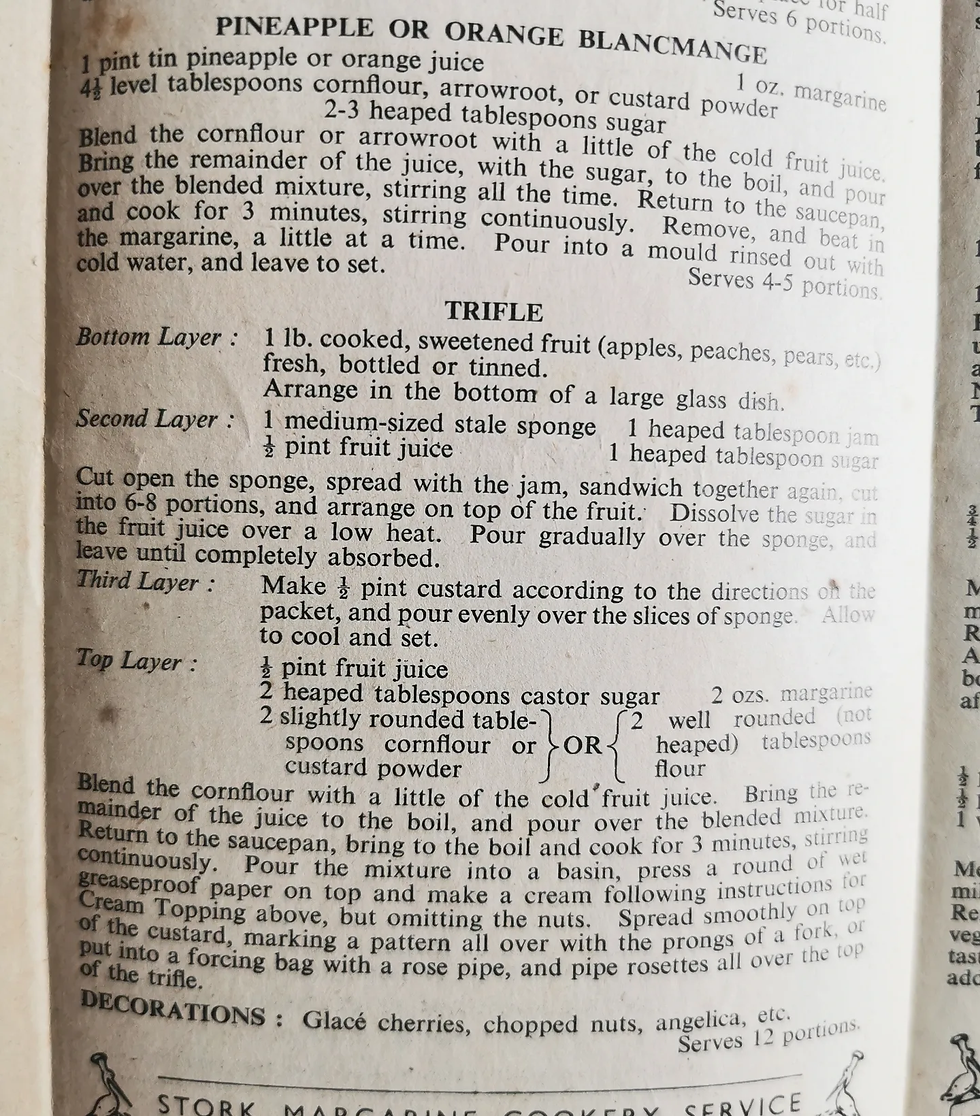 for half
Serves 6 portions.
PINEAPPLE OR ORANGE BLANCMANGE
1 pint tin pineapple or orange juice 1 oz. margarine
4½ level tablespoons cornflour, arrowroot, or custard powder
2-3 heaped tablespoons sugar
Blend the cornflour or arrowroot with a little of the cold fruit juice.
Bring the remainder of the juice, with the sugar, to the boil, and pour
over the blended mixture, stirring all the time. Return to the saucepan,
and cook for 3 minutes, stirring continuously. Remove, and beat in
the margarine, a little at a time. Pour into a mould rinsed out with
cold water, and leave to set.
Serves 4-5 portions.
TRIFLE
Bottom Layer : 1 lb. cooked, sweetened fruit (apples, peaches, pears, etc.)
fresh, bottled or tinned.
Arrange in the bottom of a large glass dish.
Second Layer : 1 medium-sized stale sponge 1 heaped tablespoon jam
½ pint fruit juice 1 heaped tablespoon sugar
Cut open the sponge, spread with the jam, sandwich together again, cut
into 6-8 portions, and arrange on top of the fruit. Dissolve the sugar in
the fruit juice over a low heat. Pour gradually over the sponge, and
leave until completely absorbed.
Third Layer : Make ½ pint custard according to the directions on the
packet, and pour evenly over the slices of sponge. Allow
to cool and set.
Top Layer : ½ pint fruit juice
2 heaped tablespoons castor sugar 2 ozs. margarine
2 slightly rounded table- 2 well rounded (not
spoons cornflour or OR heaped) tablespoons
custard powder flour
Blend the cornflour with a little of the cold fruit juice. Bring the re-
mainder of the juice to the boil, and pour over the blended mixture.
Return to the saucepan, bring to the boil and cook for 3 minutes, stirring
continuously. Pour the mixture into a basin, press a round of wet
greaseproof paper on top and make a cream following instructions for
Cream Topping above, but omitting the nuts. Spread smoothly on top
of the custard, marking a pattern all over with the prongs of a fork, or
put into a forcing bag with a rose pipe, and pipe rosettes all over the top
of the trifle.
DECORATIONS : Glacé cherries, chopped nuts, angelica, etc.
Serves 12 portions.
STORK MARGARINE COOKERY SERVICE